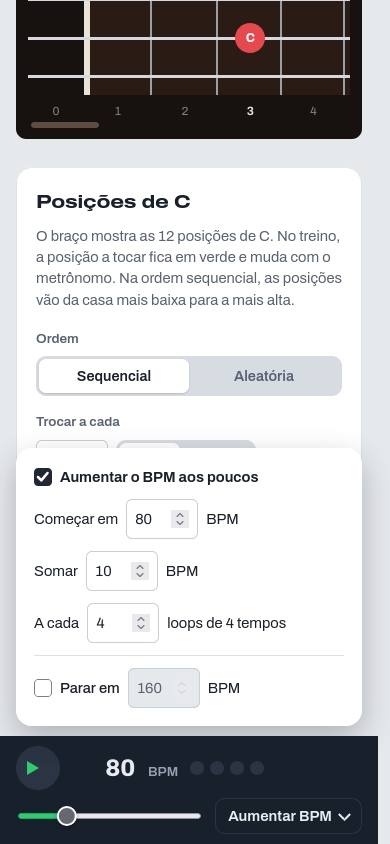 C
0 1 2 3 4
Posições de C
O braço mostra as 12 posições de C. No treino,
a posição a tocar fica em verde e muda com o
metrônomo. Na ordem sequencial, as posições
vão da casa mais baixa para a mais alta.
Ordem
Sequencial Aleatória
Trocar a cada
Aumentar o BPM aos poucos
Começar em 80 BPM
Somar 10 BPM
A cada 4 loops de 4 tempos
Parar em 160 BPM
80 BPM
Aumentar BPM